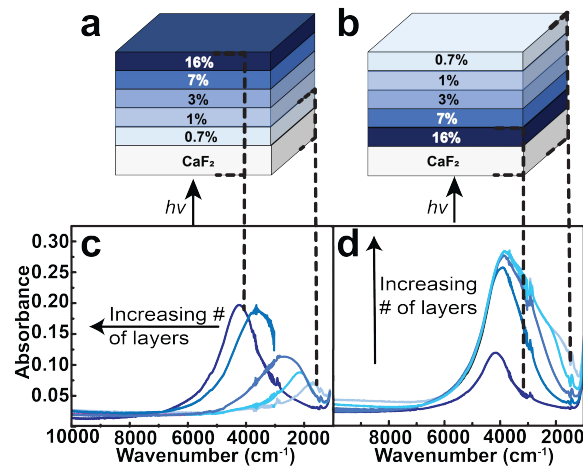 a
16%
7%
3%
1%
0.7%
CaF₂
hv
b
0.7%
1%
3%
7%
16%
CaF₂
hv
c
Absorbance
0.30
0.25
0.20
0.15
0.10
0.05
Increasing #
of layers
10000 8000 6000 4000 2000
Wavenumber (cm⁻¹)
d
Increasing
# of layers
8000 6000 4000 2000
Wavenumber (cm⁻¹)